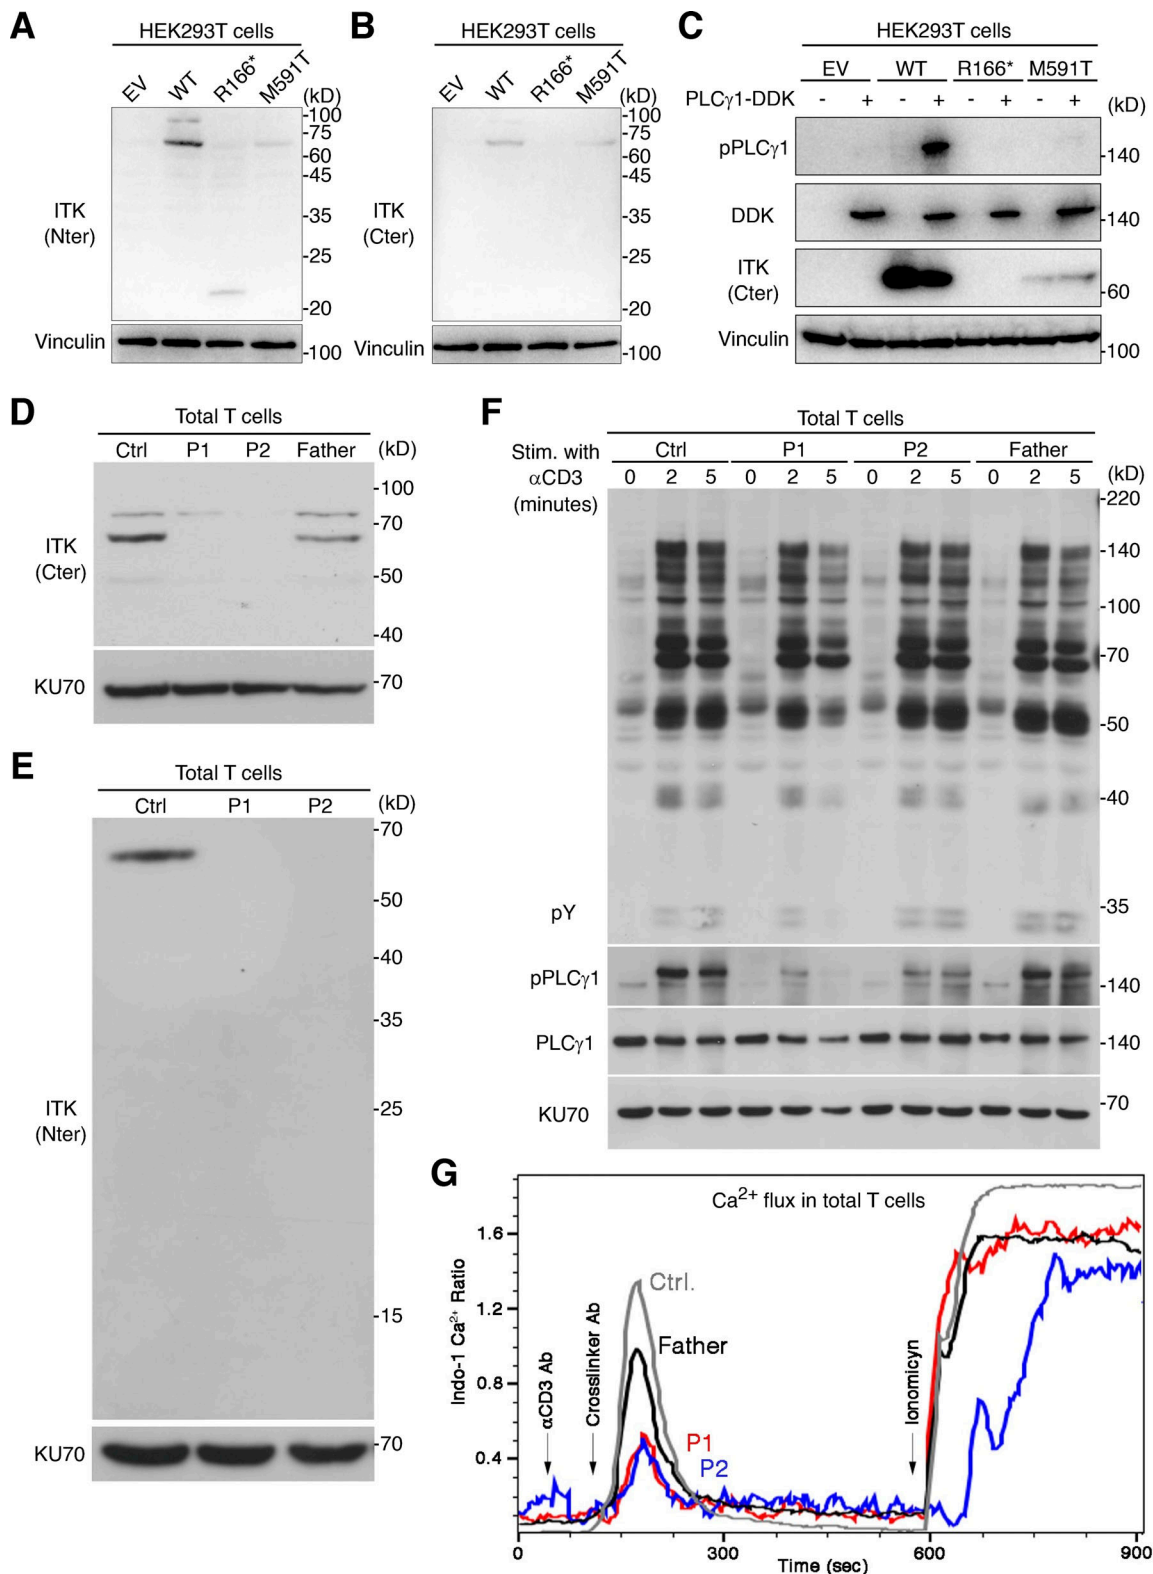 A
HEK293T cells
EV WT R166* M591T
(kD)
-100
-75
-60
-45
-35
-25
-20
ITK
(Nter)
Vinculin
-100
B
HEK293T cells
EV WT R166* M591T
(kD)
-100
-75
-60
-45
-35
-25
-20
ITK
(Cter)
Vinculin
-100
C
HEK293T cells
EV WT R166* M591T
PLCγ1-DDK - + - + - + - + (kD)
pPLCγ1 -140
DDK -140
ITK
(Cter)
-60
Vinculin
-100
D
Total T cells
Ctrl P1 P2 Father (kD)
-100
-70
-50
-40
ITK
(Cter)
KU70 -70
E
Total T cells
Ctrl P1 P2 (kD)
-70
-50
-40
-35
-25
-15
ITK
(Nter)
KU70 -70
F
Total T cells
Stim. with
αCD3
(minutes)
Ctrl P1 P2 Father
0 2 5 0 2 5 0 2 5 0 2 5 (kD)
-220
-140
-100
-70
-50
-40
-35
pY
pPLCγ1 -140
PLCγ1 -140
KU70 -70
G
Ca2+ flux in total T cells
Indo-1 Ca2+ Ratio
1.6
1.2
0.8
0.4
αCD3 Ab
Crosslinker Ab
Ionomicyn
Ctrl.
Father
P1
P2
0 300 600 900
Time (sec)